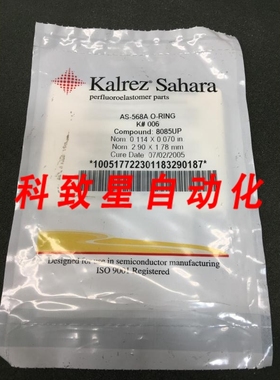 Kalrez® Sahara
perfluoroelastomer parts
AS-568A O-RING
K# 006
Compound: 8085UP
Nom: 0.114 X 0.070 in
Nom: 2.90 X 1.78 mm
Cure Date: 07/02/2005
*1005177223011183290187*
科致星自动化
Designed for use in semiconductor manufacturing
ISO 9001 Registered